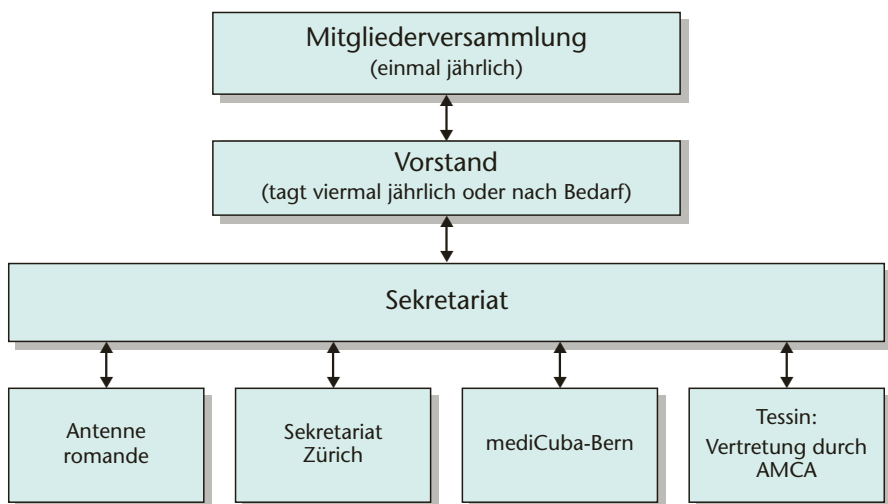 Mitgliederversammlung
(einmal jährlich)
Vorstand
(tagt viermal jährlich oder nach Bedarf)
Sekretariat
Antenne
romande
Sekretariat
Zürich
mediCuba-Bern
Tessin:
Vertretung durch
AMCA